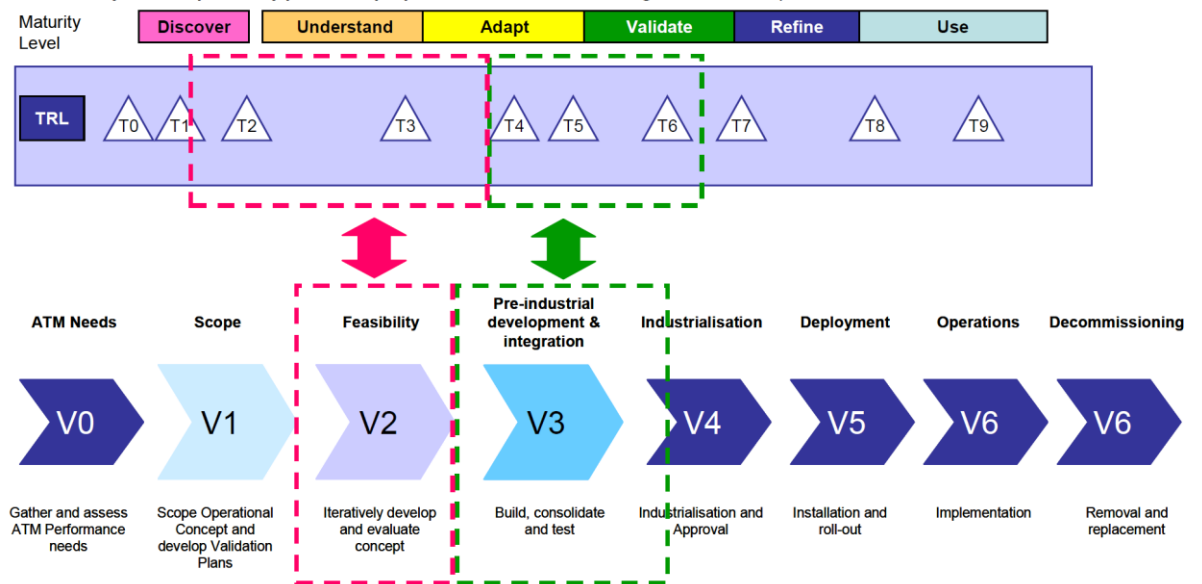 Maturity
Level
Discover
Understand
Adapt
Validate
Refine
Use
TRL
T0
T1
T2
T3
T4
T5
T6
T7
T8
T9
ATM Needs
Scope
Feasibility
Pre-industrial
development &
integration
Industrialisation
Deployment
Operations
Decommissioning
V0
V1
V2
V3
V4
V5
V6
V6
Gather and assess
ATM Performance
needs
Scope Operational
Concept and
develop Validation
Plans
Iteratively develop
and evaluate
concept
Build, consolidate
and test
Industrialisation and
Approval
Installation and
roll-out
Implementation
Removal and
replacement